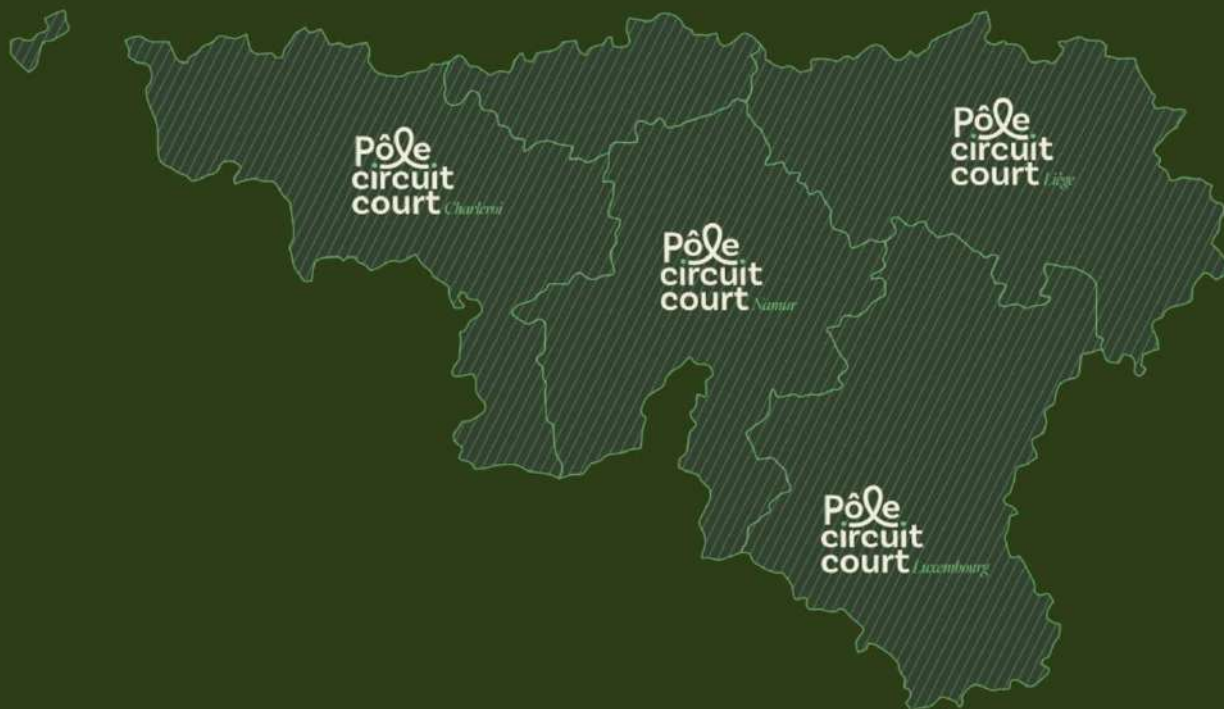 Pôle
circuit
court Charleroi
Pôle
circuit
court Liège
Pôle
circuit
court Namur
Pôle
circuit
court Luxembourg